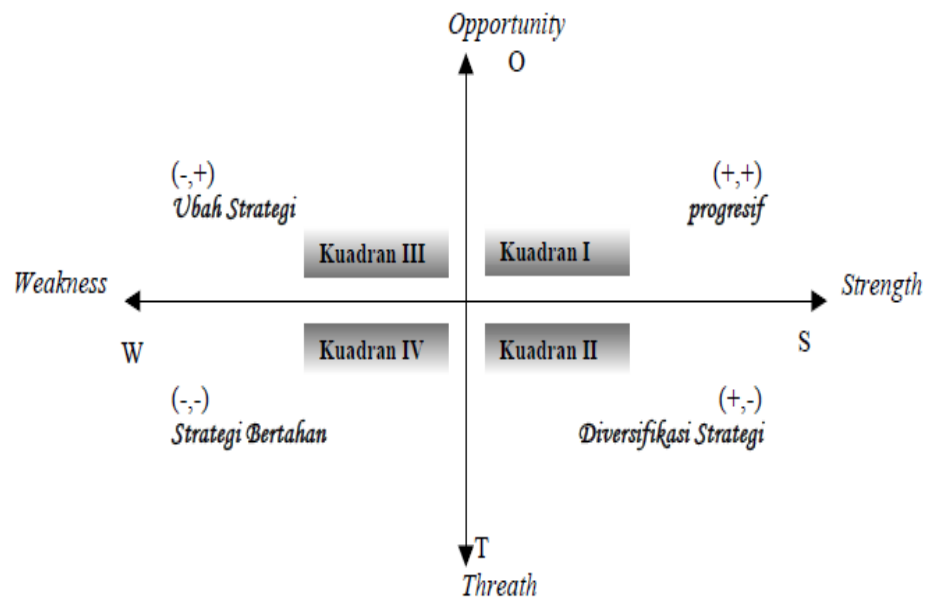 Opportunity
O
(-,+)
Ubah Strategi
(+,+)
progresif
Kuadran III
Kuadran I
Weakness
Strength
W
S
Kuadran IV
Kuadran II
(-,-)
Strategi Bertahan
(+,-)
Diversifikasi Strategi
T
Threath